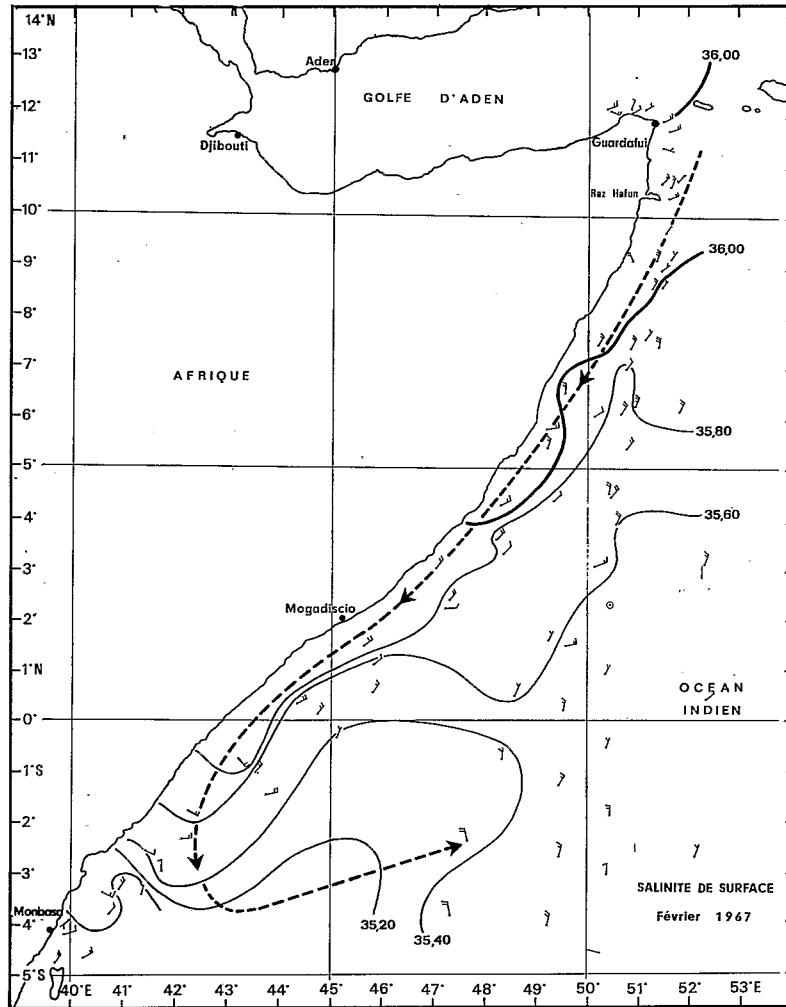 14°N
13°
Aden
36,00
12°
GOLFE D'ADEN
Guardafui
Djibouti
11°
Raz Hafun
10°
36,00
9°
8°
7°
AFRIQUE
6°
35,80
5°
4°
35,60
3°
Mogadiscio
2°
1°N
OCEAN
INDIEN
0°
1°S
2°
3°
SALINITE DE SURFACE
Monbasa
Février 1967
4°
35,20
35,40
5°S
40°E 41° 42° 43° 44° 45° 46° 47° 48° 49° 50° 51° 52° 53°E